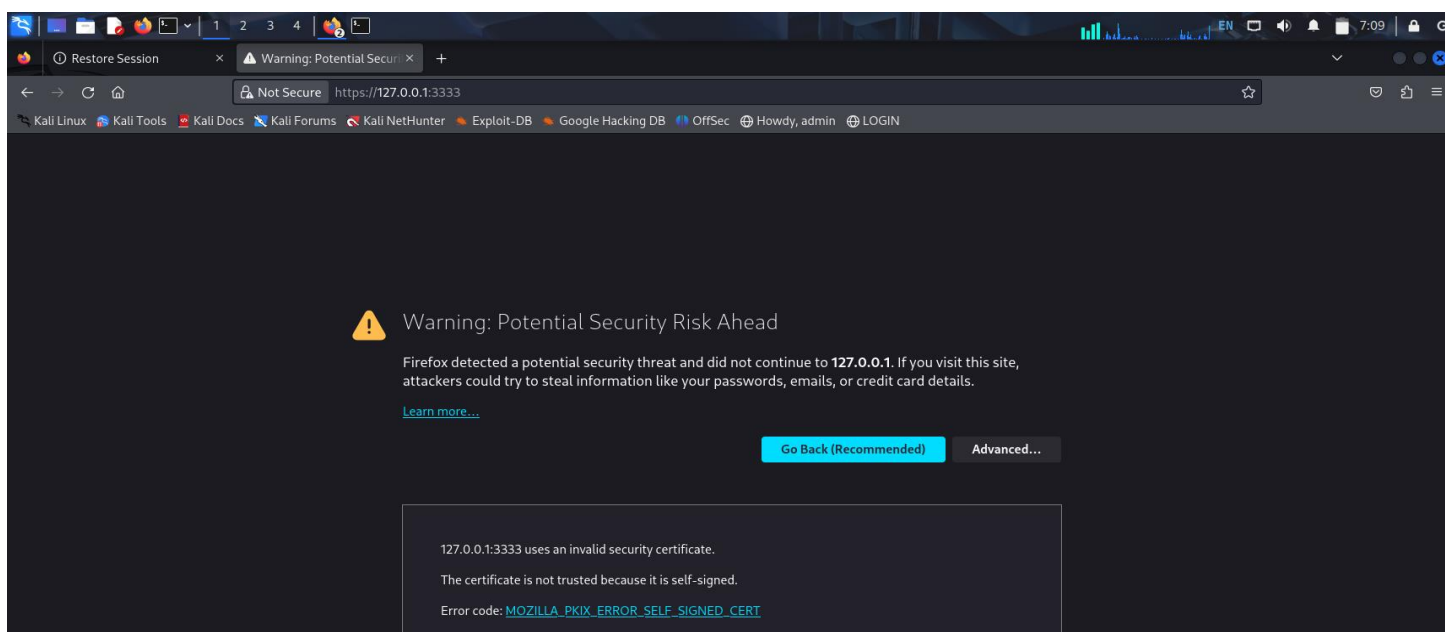 1 2 3 4 EN 7:09
Restore Session Warning: Potential Securi
Not Secure https://127.0.0.1:3333
Kali Linux Kali Tools Kali Docs Kali Forums Kali NetHunter Exploit-DB Google Hacking DB OffSec Howdy, admin LOGIN
Warning: Potential Security Risk Ahead
Firefox detected a potential security threat and did not continue to 127.0.0.1. If you visit this site,
attackers could try to steal information like your passwords, emails, or credit card details.
Learn more…
Go Back (Recommended) Advanced…
127.0.0.1:3333 uses an invalid security certificate.
The certificate is not trusted because it is self-signed.
Error code: MOZILLA_PKIX_ERROR_SELF_SIGNED_CERT